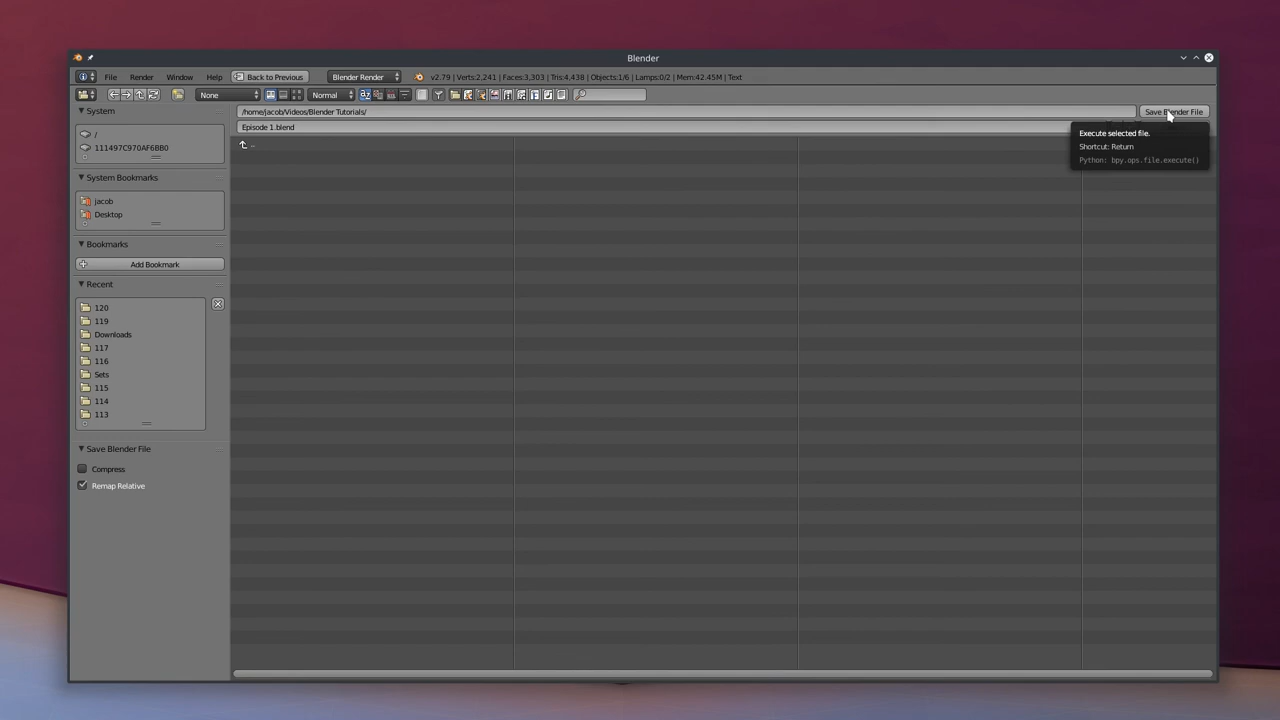 Blender
File Render Window Help Back to Previous Blender Render v2.79 | Verts:2,241 | Faces:3,303 | Tris:4,438 | Objects:1/6 | Lamps:0/2 | Mem:42.45M | Text
None Normal
System
/
111497C970AF6BB0
System Bookmarks
jacob
Desktop
Bookmarks
Add Bookmark
Recent
120
119
Downloads
117
116
Sets
115
114
113
Save Blender File
Compress
Remap Relative
/home/jacob/Videos/Blender Tutorials/
Save Blender File
Episode 1.blend
..
Execute selected file.
Shortcut: Return
Python: bpy.ops.file.execute()